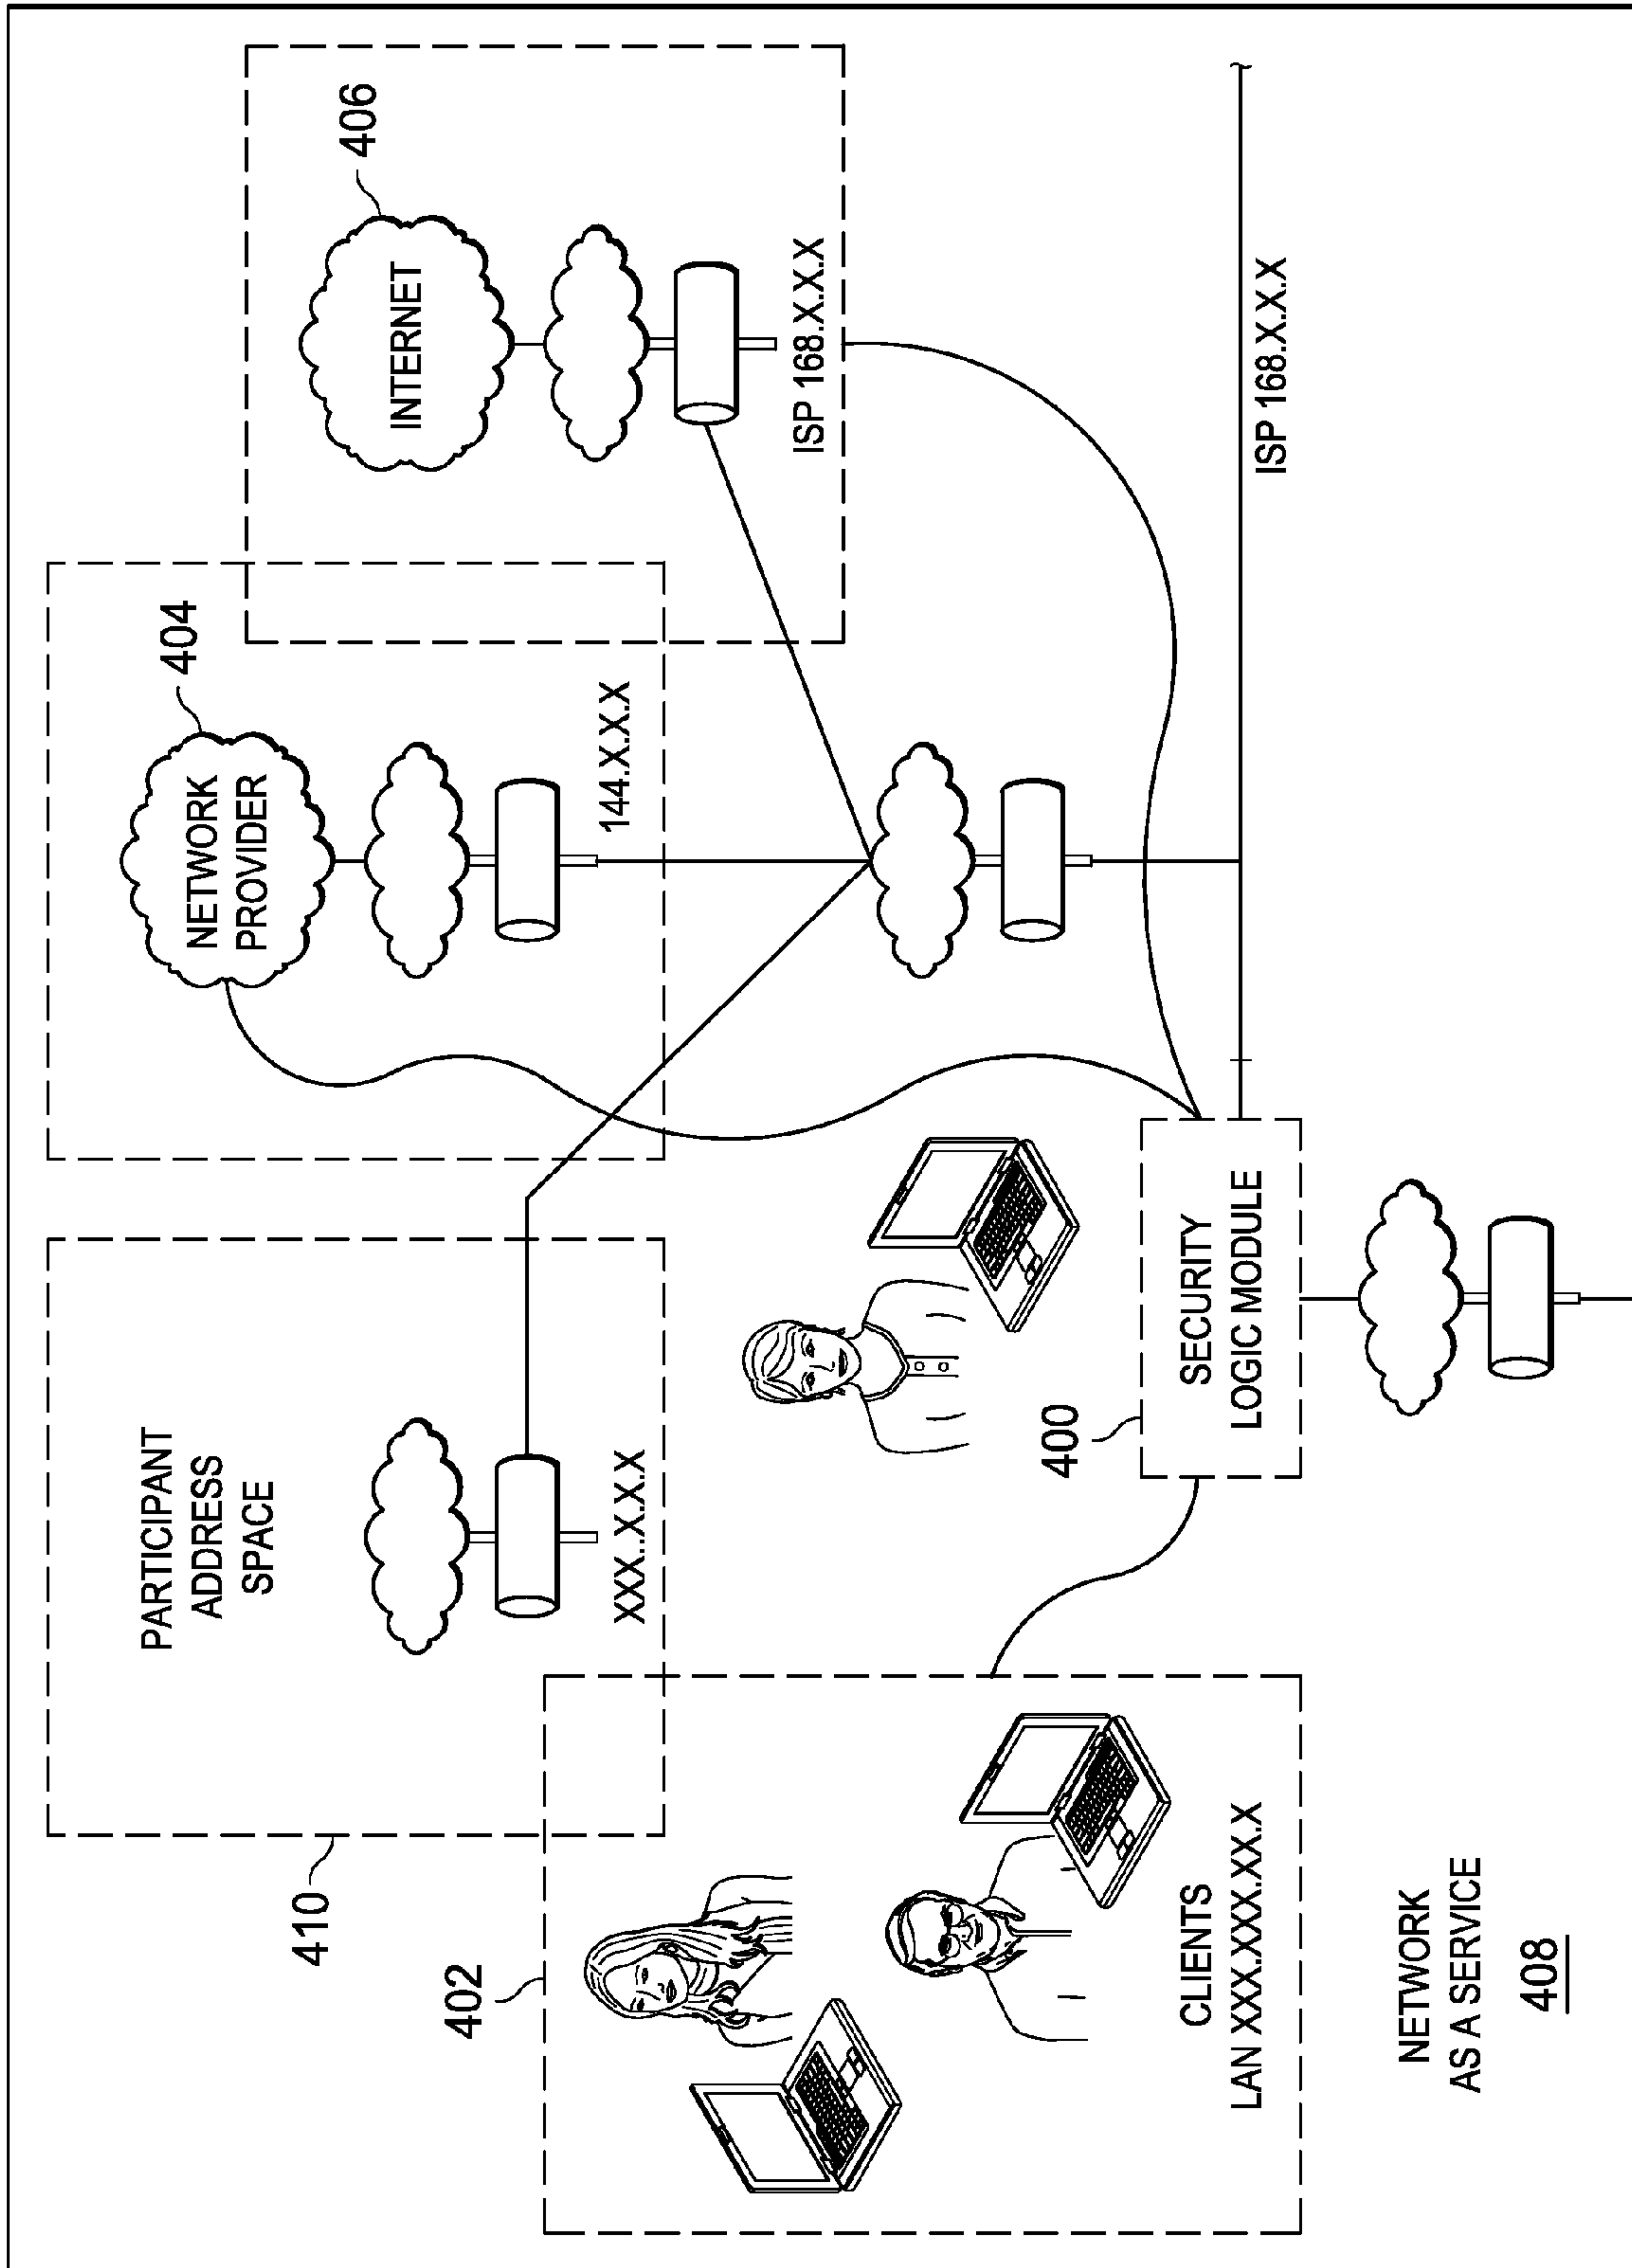 410
PARTICIPANT
ADDRESS
SPACE
XXX..X.X.X
404
NETWORK
PROVIDER
144.X.X.X
406
INTERNET
ISP 168.X.X.X
402
CLIENTS
LAN XXX.XXX.XX.X
400
SECURITY
LOGIC MODULE
ISP 168.X.X.X
NETWORK
AS A SERVICE
408